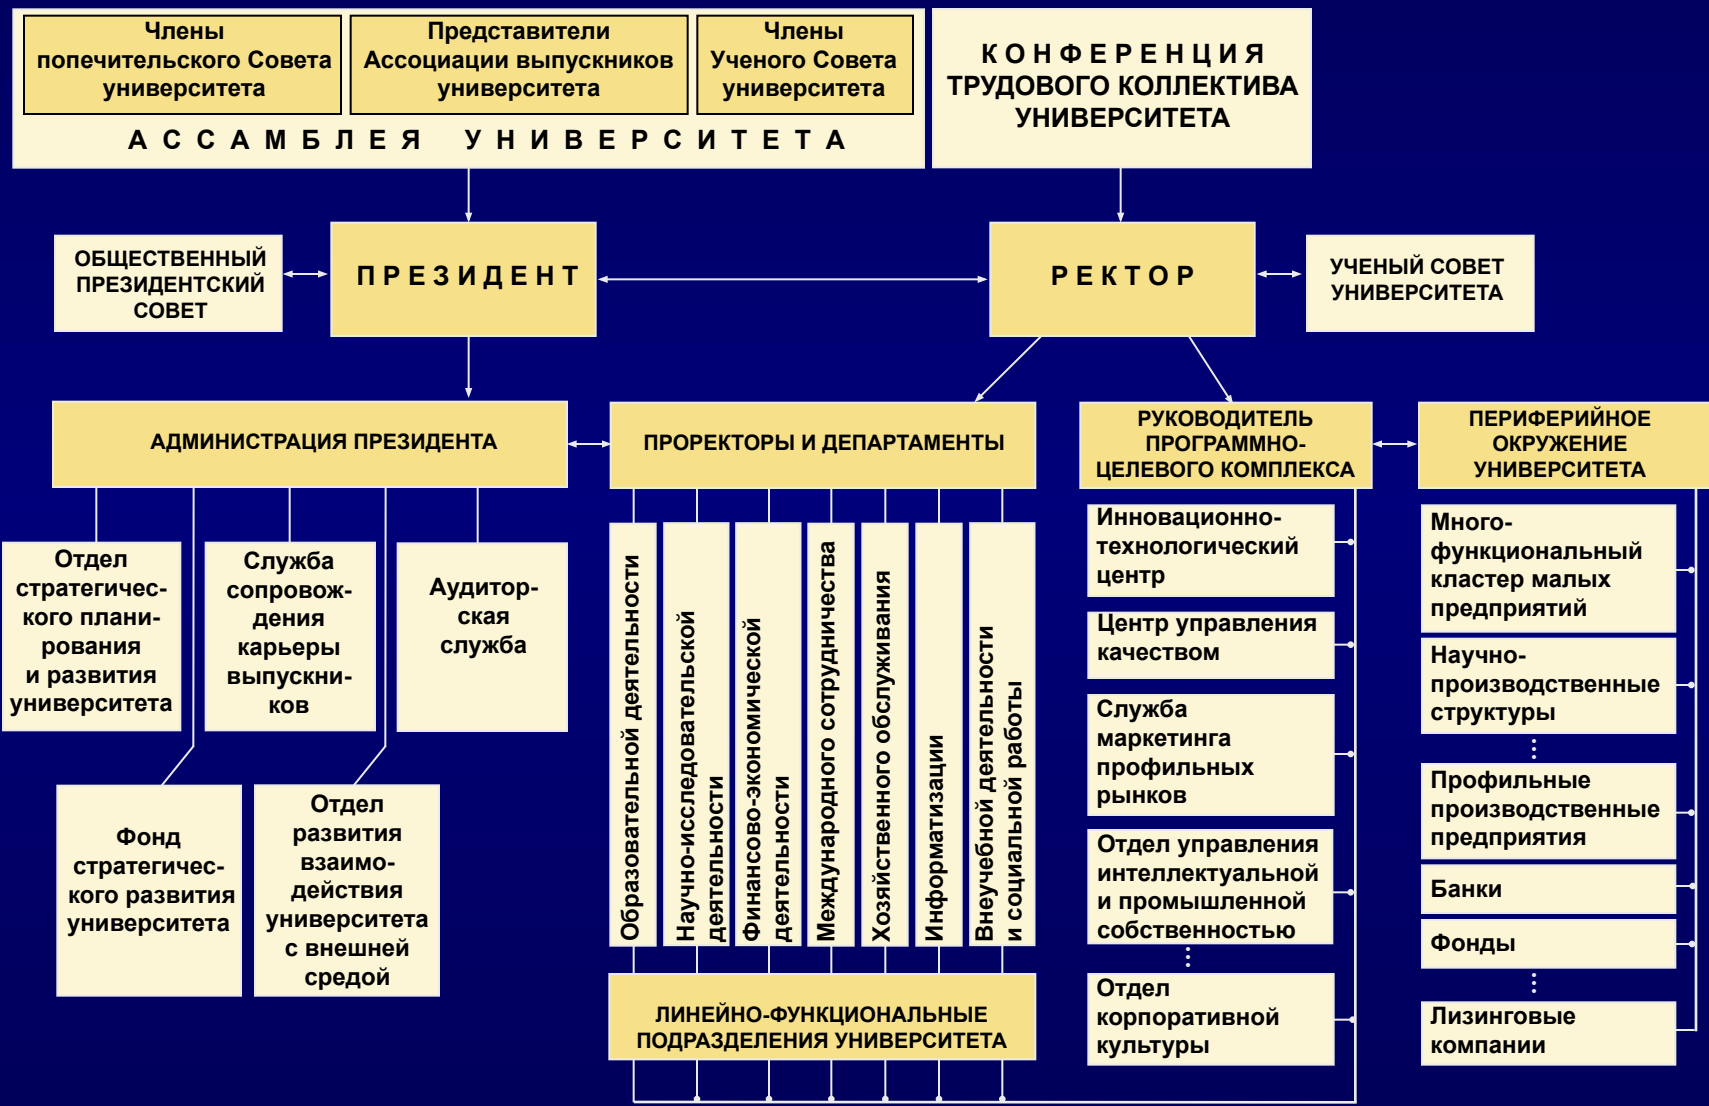 Члены
попечительского Совета
университета
Представители
Ассоциации выпускников
университета
Члены
Ученого Совета
университета
АССАМБЛЕЯ УНИВЕРСИТЕТА
КОНФЕРЕНЦИЯ
ТРУДОВОГО КОЛЛЕКТИВА
УНИВЕРСИТЕТА
ОБЩЕСТВЕННЫЙ
ПРЕЗИДЕНТСКИЙ
СОВЕТ
ПРЕЗИДЕНТ
РЕКТОР
УЧЕНЫЙ СОВЕТ
УНИВЕРСИТЕТА
АДМИНИСТРАЦИЯ ПРЕЗИДЕНТА
ПРОРЕКТОРЫ И ДЕПАРТАМЕНТЫ
РУКОВОДИТЕЛЬ
ПРОГРАММНО-
ЦЕЛЕВОГО КОМПЛЕКСА
ПЕРИФЕРИЙНОЕ
ОКРУЖЕНИЕ
УНИВЕРСИТЕТА
Отдел
стратегичес-
кого плани-
рования
и развития
университета
Служба
сопровож-
дения
карьеры
выпускни-
ков
Аудитор-
ская
служба
Фонд
стратегичес-
кого развития
университета
Отдел
развития
взаимо-
действия
университета
с внешней
средой
Образовательной деятельности
Научно-исследовательской
деятельности
Финансово-экономической
деятельности
Международного сотрудничества
Хозяйственного обслуживания
Информатизации
Внеучебной деятельности
и социальной работы
ЛИНЕЙНО-ФУНКЦИОНАЛЬНЫЕ
ПОДРАЗДЕЛЕНИЯ УНИВЕРСИТЕТА
Инновационно-
технологический
центр
Центр управления
качеством
Служба
маркетинга
профильных
рынков
Отдел управления
интеллектуальной
и промышленной
собственностью
Отдел
корпоративной
культуры
Много-
функциональный
кластер малых
предприятий
Научно-
производственные
структуры
Профильные
производственные
предприятия
Банки
Фонды
Лизинговые
компании